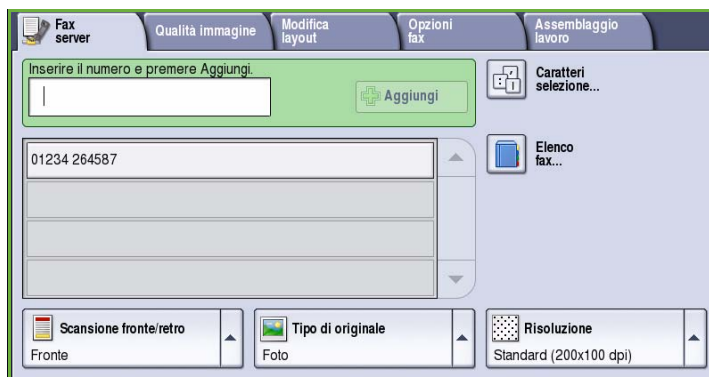 Fax server
Qualità immagine
Modifica layout
Opzioni fax
Assemblaggio lavoro
Inserire il numero e premere Aggiungi.
Aggiungi
Caratteri selezione...
01234 264587
Elenco fax...
Scansione fronte/retro
Fronte
Tipo di originale
Foto
Risoluzione
Standard (200x100 dpi)